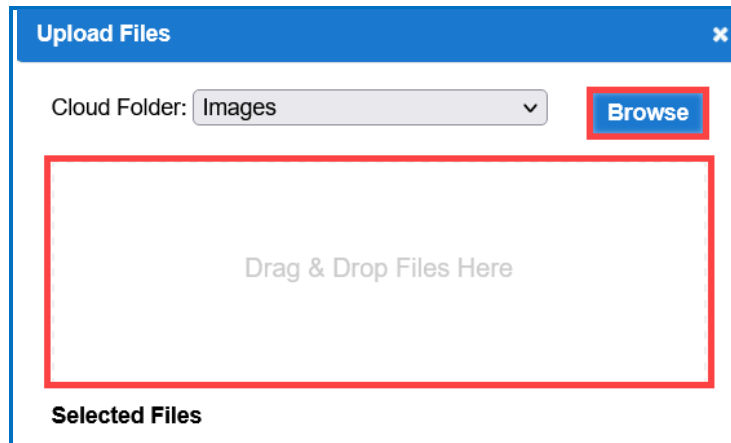 Upload Files
Cloud Folder: Images Browse
Drag & Drop Files Here
Selected Files